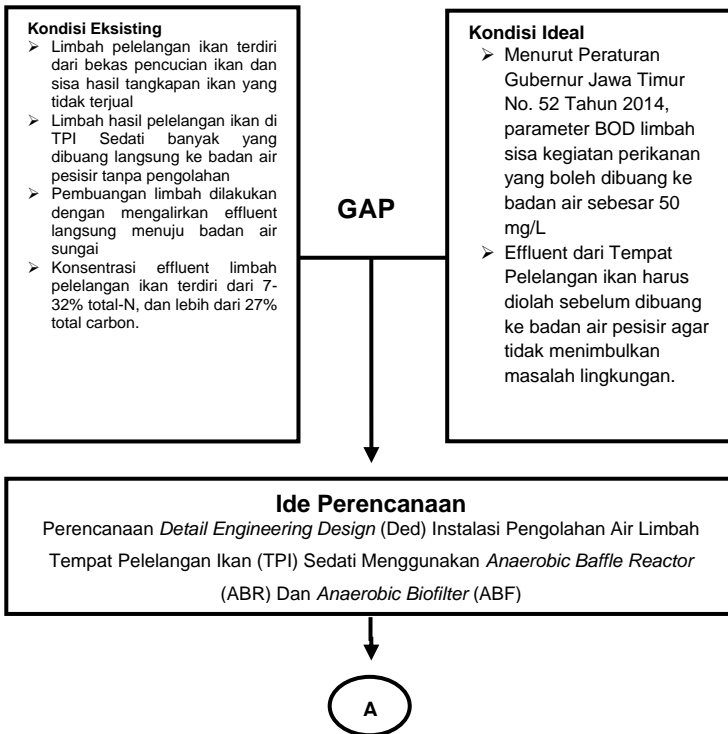 Kondisi Eksisting
➢ Limbah pelelangan ikan terdiri
dari bekas pencucian ikan dan
sisa hasil tangkapan ikan yang
tidak terjual
➢ Limbah hasil pelelangan ikan di
TPI Sedati banyak yang
dibuang langsung ke badan air
pesisir tanpa pengolahan
➢ Pembuangan limbah dilakukan
dengan mengalirkan effluent
langsung menuju badan air
sungai
➢ Konsentrasi effluent limbah
pelelangan ikan terdiri dari 7-
32% total-N, dan lebih dari 27%
total carbon.
GAP
Kondisi Ideal
➢ Menurut Peraturan
Gubernur Jawa Timur
No. 52 Tahun 2014,
parameter BOD limbah
sisa kegiatan perikanan
yang boleh dibuang ke
badan air sebesar 50
mg/L
➢ Effluent dari Tempat
Pelelangan ikan harus
diolah sebelum dibuang
ke badan air pesisir agar
tidak menimbulkan
masalah lingkungan.
Ide Perencanaan
Perencanaan Detail Engineering Design (Ded) Instalasi Pengolahan Air Limbah
Tempat Pelelangan Ikan (TPI) Sedati Menggunakan Anaerobic Baffle Reactor
(ABR) Dan Anaerobic Biofilter (ABF)
A